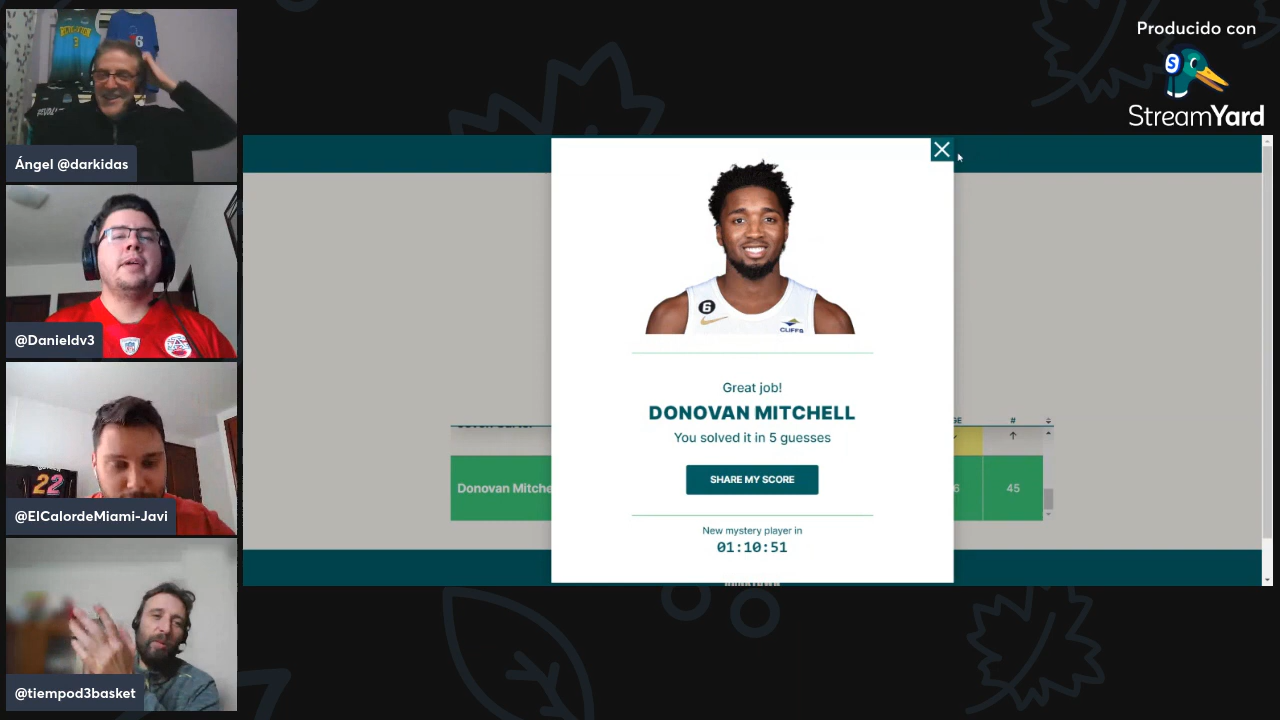 Producido con
StreamYard
Ángel @darkidas
@Danieldv3
22
@ElCalordeMiami-Javi
@tiempod3basket
6
CLIFFS
Great job!
DONOVAN MITCHELL
You solved it in 5 guesses
SHARE MY SCORE
New mystery player in
01:10:51
#
Donovan Mitche
45